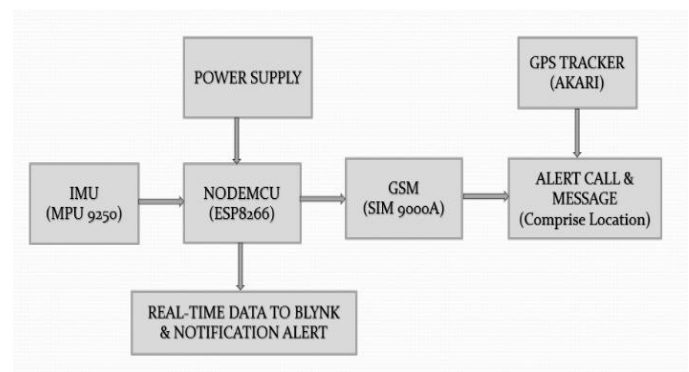 POWER SUPPLY
GPS TRACKER
(AKARI)
IMU
(MPU 9250)
NODEMCU
(ESP8266)
GSM
(SIM 9000A)
ALERT CALL &
MESSAGE
(Comprise Location)
REAL-TIME DATA TO BLYNK
& NOTIFICATION ALERT